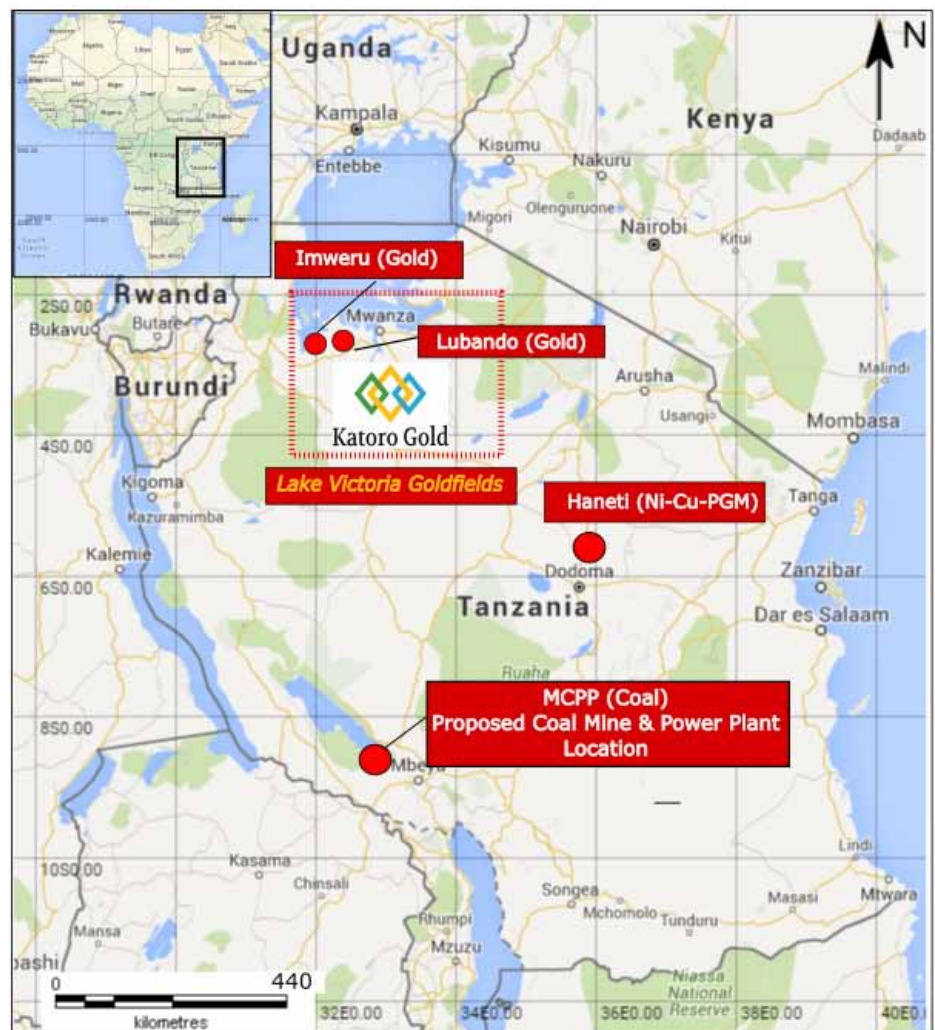 Uganda
N
Kampala
Kenya
Entebbe
Kisumu
Nakuru
Dadaab
Olenguruone
Migori
Nairobi
Kitui
Imweru (Gold)
Rwanda
2S0.00
Bukavu
Butare
Mwanza
Lubando (Gold)
Burundi
Arusha
Malindi
Usangi
Mombasa
Katoro Gold
4S0.00
Lake Victoria Goldfields
Kigoma
Kazuramimba
Haneti (Ni-Cu-PGM)
Tanga
Kalemie
Dodoma
Zanzibar
6S0.00
Tanzania
Dar es Salaam
Ruaha
MCPP (Coal)
Proposed Coal Mine & Power Plant
Location
8S0.00
Mbeya
Lindi
10S0.00
Kasama
Chinsali
Songea
Mchomolo
Masasi
Mtwara
Tunduru
Mansa
Rhumpi
Mzuzu
bashi
Niassa
National
Reserve
0 440
kilometres
32E0.00 34E0.00 36E0.00 38E0.00 40E0.